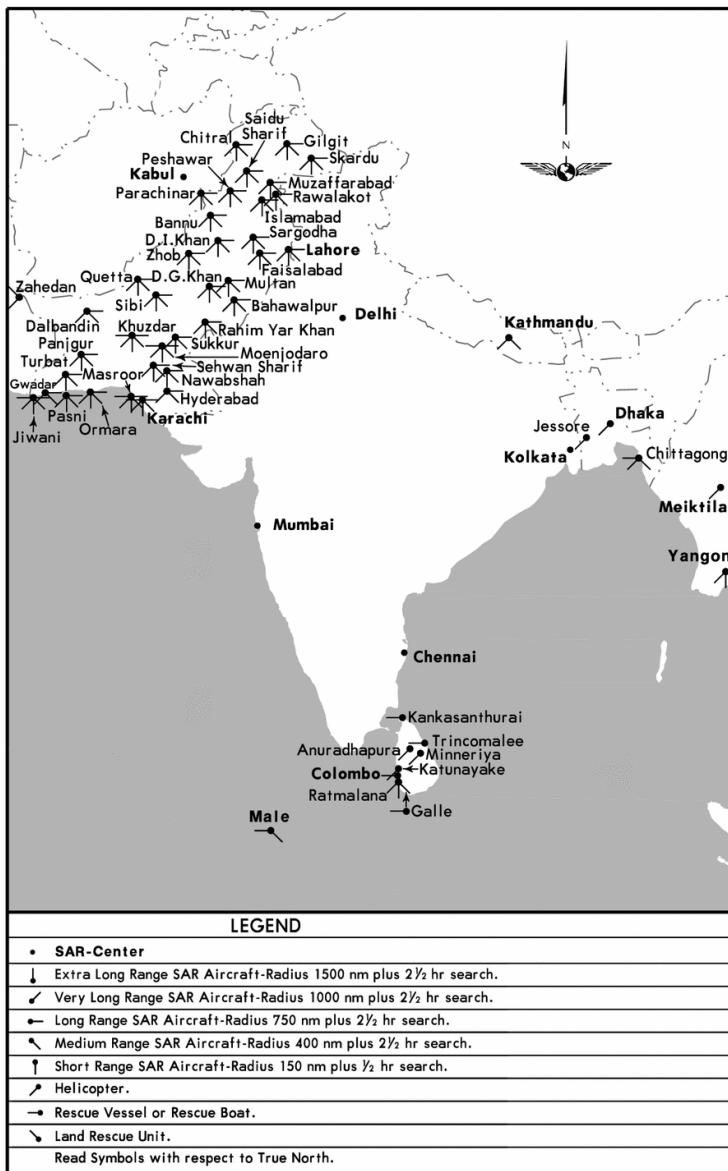 Saidu
Sharif
Chitral
Gilgit
Peshawar
Skardu
Kabul
Muzaffarabad
Parachinar
Rawalakot
Islamabad
Bannu
Sargodha
D.I.Khan
Lahore
Zhob
Faisalabad
Quetta
D.G.Khan
Multan
Zahedan
Sibi
Bahawalpur
Delhi
Dalbandin
Khuzdar
Rahim Yar Khan
Kathmandu
Panjgur
Sukkur
Moenjodaro
Turbat
Masroor
Sehwan Sharif
Gwadar
Nawabshah
Hyderabad
Pasni
Karachi
Jiwani
Ormara
Dhaka
Jessore
Kolkata
Chittagong
Meiktila
Mumbai
Yangon
Chennai
Kankasanthurai
Trincomalee
Anuradhapura
Minneriya
Colombo
Katunayake
Ratmalana
Galle
Male
N
LEGEND
SAR-Center
Extra Long Range SAR Aircraft-Radius 1500 nm plus 2½ hr search.
Very Long Range SAR Aircraft-Radius 1000 nm plus 2½ hr search.
Long Range SAR Aircraft-Radius 750 nm plus 2½ hr search.
Medium Range SAR Aircraft-Radius 400 nm plus 2½ hr search.
Short Range SAR Aircraft-Radius 150 nm plus ½ hr search.
Helicopter.
Rescue Vessel or Rescue Boat.
Land Rescue Unit.
Read Symbols with respect to True North.